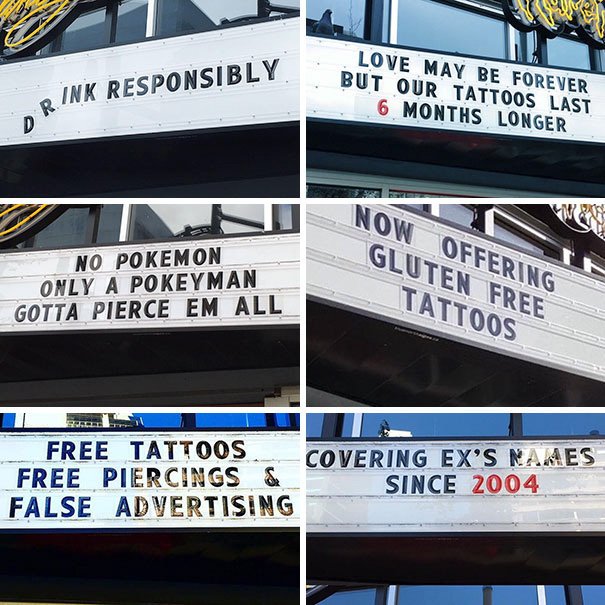 DRINK RESPONSIBLY
LOVE MAY BE FOREVER
BUT OUR TATTOOS LAST
6 MONTHS LONGER
NO POKEMON
ONLY A POKEYMAN
GOTTA PIERCE EM ALL
NOW OFFERING
GLUTEN FREE
TATTOOS
FREE TATTOOS
FREE PIERCINGS &
FALSE ADVERTISING
COVERING EX'S NAMES
SINCE 2004